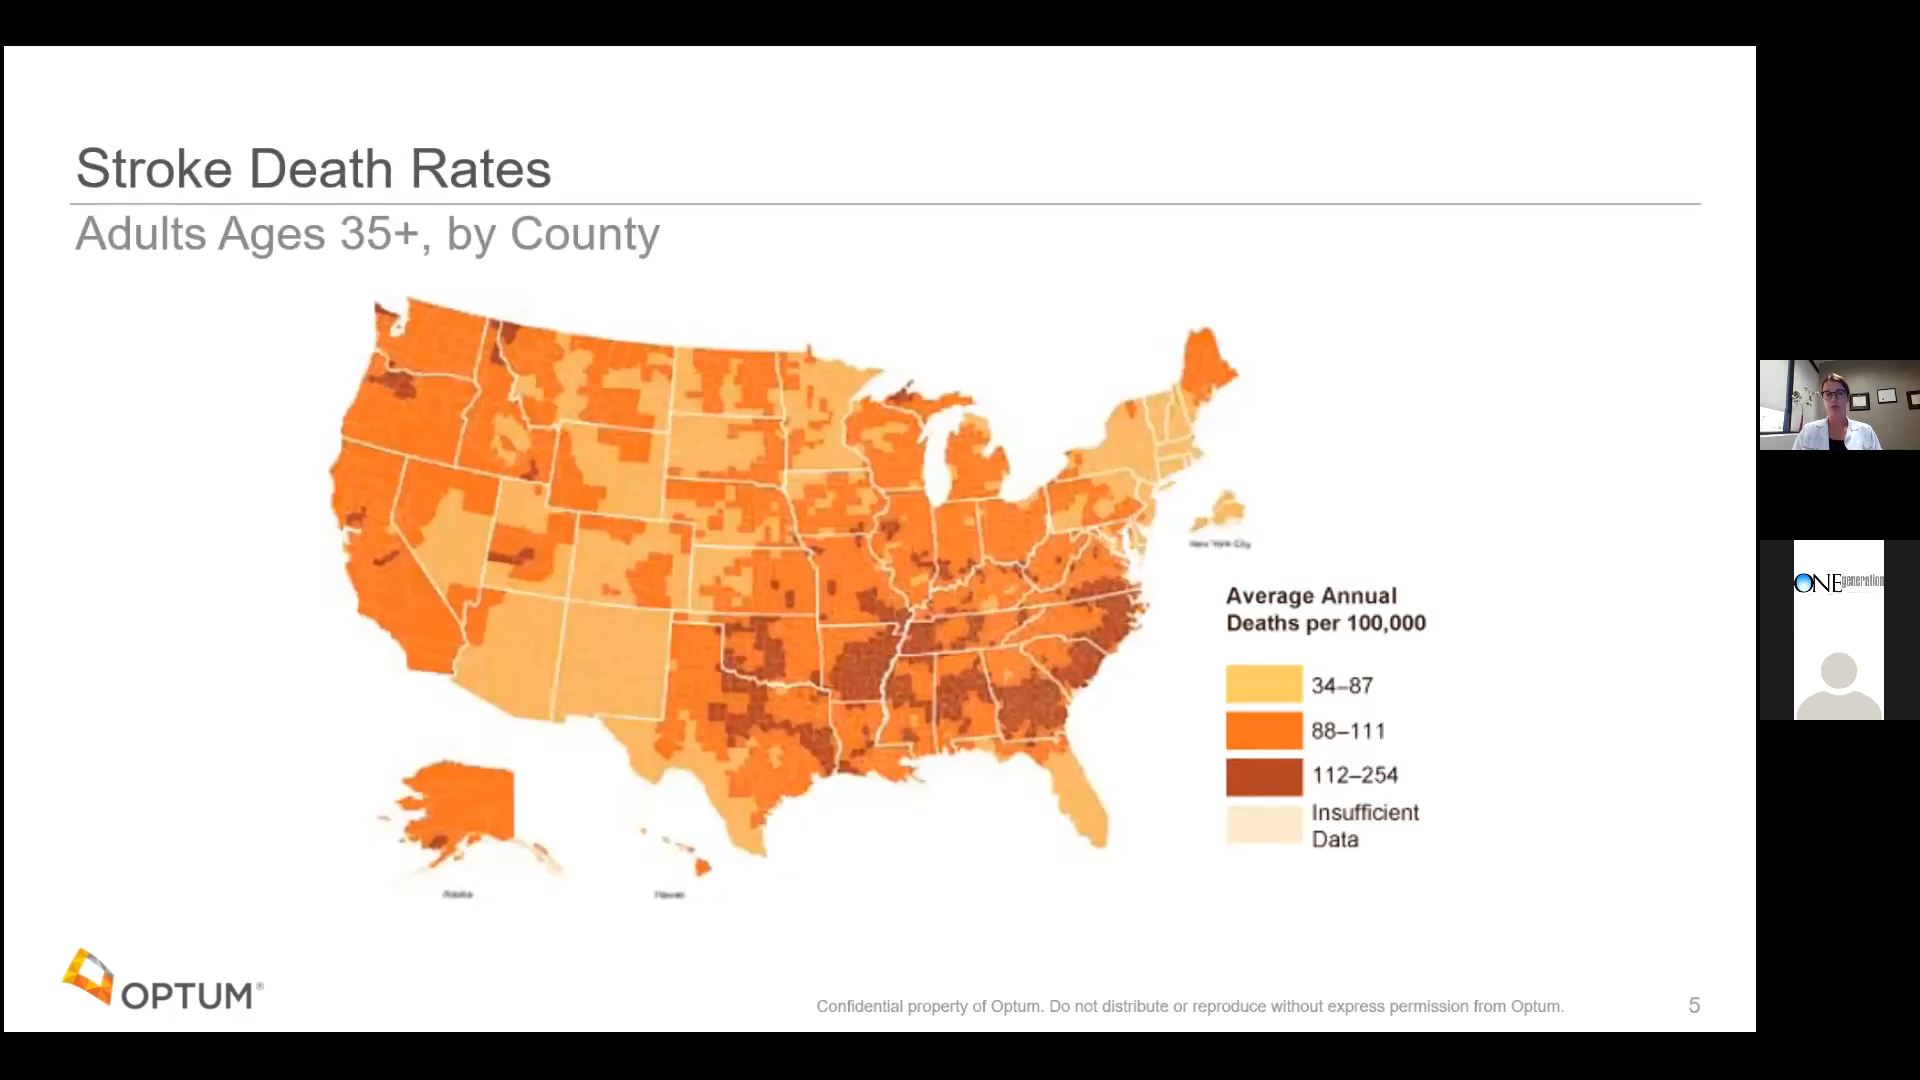 Stroke Death Rates
Adults Ages 35+, by County
New York City
Average Annual
Deaths per 100,000
34–87
88–111
112–254
Insufficient
Data
Alaska
Hawaii
OPTUM®
Confidential property of Optum. Do not distribute or reproduce without express permission from Optum.
5
ONEgeneration